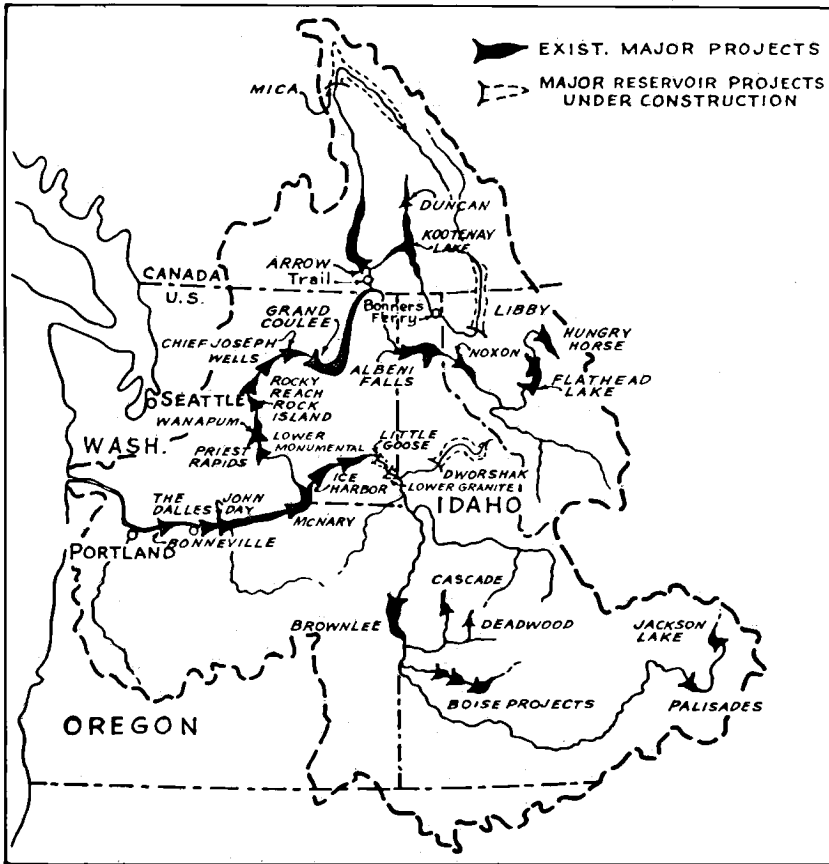 EXIST. MAJOR PROJECTS
MAJOR RESERVOIR PROJECTS
UNDER CONSTRUCTION
MICA
DUNCAN
KOOTENAY
LAKE
ARROW
Trail
CANADA
U.S.
Bonners
Ferry
LIBBY
GRAND
COULEE
HUNGRY
HORSE
CHIEF JOSEPH
WELLS
NOXON
ALBENI
FALLS
FLATHEAD
LAKE
SEATTLE
ROCKY
REACH
ROCK
ISLAND
WANAPUM
WASH.
LOWER
MONUMENTAL
LITTLE
GOOSE
PRIEST
RAPIDS
ICE
HARBOR
DWORSHAK
LOWER GRANITE
IDAHO
THE
DALLES
JOHN
DAY
MCNARY
PORTLAND
BONNEVILLE
CASCADE
BROWNLEE
DEADWOOD
JACKSON
LAKE
BOISE PROJECTS
PALISADES
OREGON